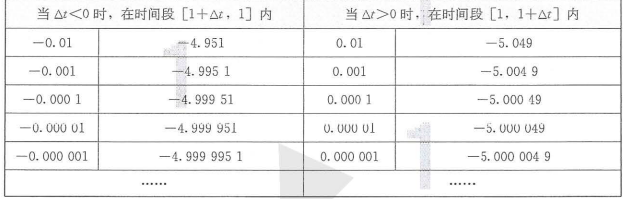 当 Δt<0 时，在时间段 [1+Δt，1] 内 当 Δt>0 时，在时间段 [1，1+Δt] 内
-0.01 -4.951 0.01 -5.049
-0.001 -4.995 1 0.001 -5.004 9
-0.000 1 -4.999 51 0.000 1 -5.000 49
-0.000 01 -4.999 951 0.000 01 -5.000 049
-0.000 001 -4.999 995 1 0.000 001 -5.000 004 9
…… ……